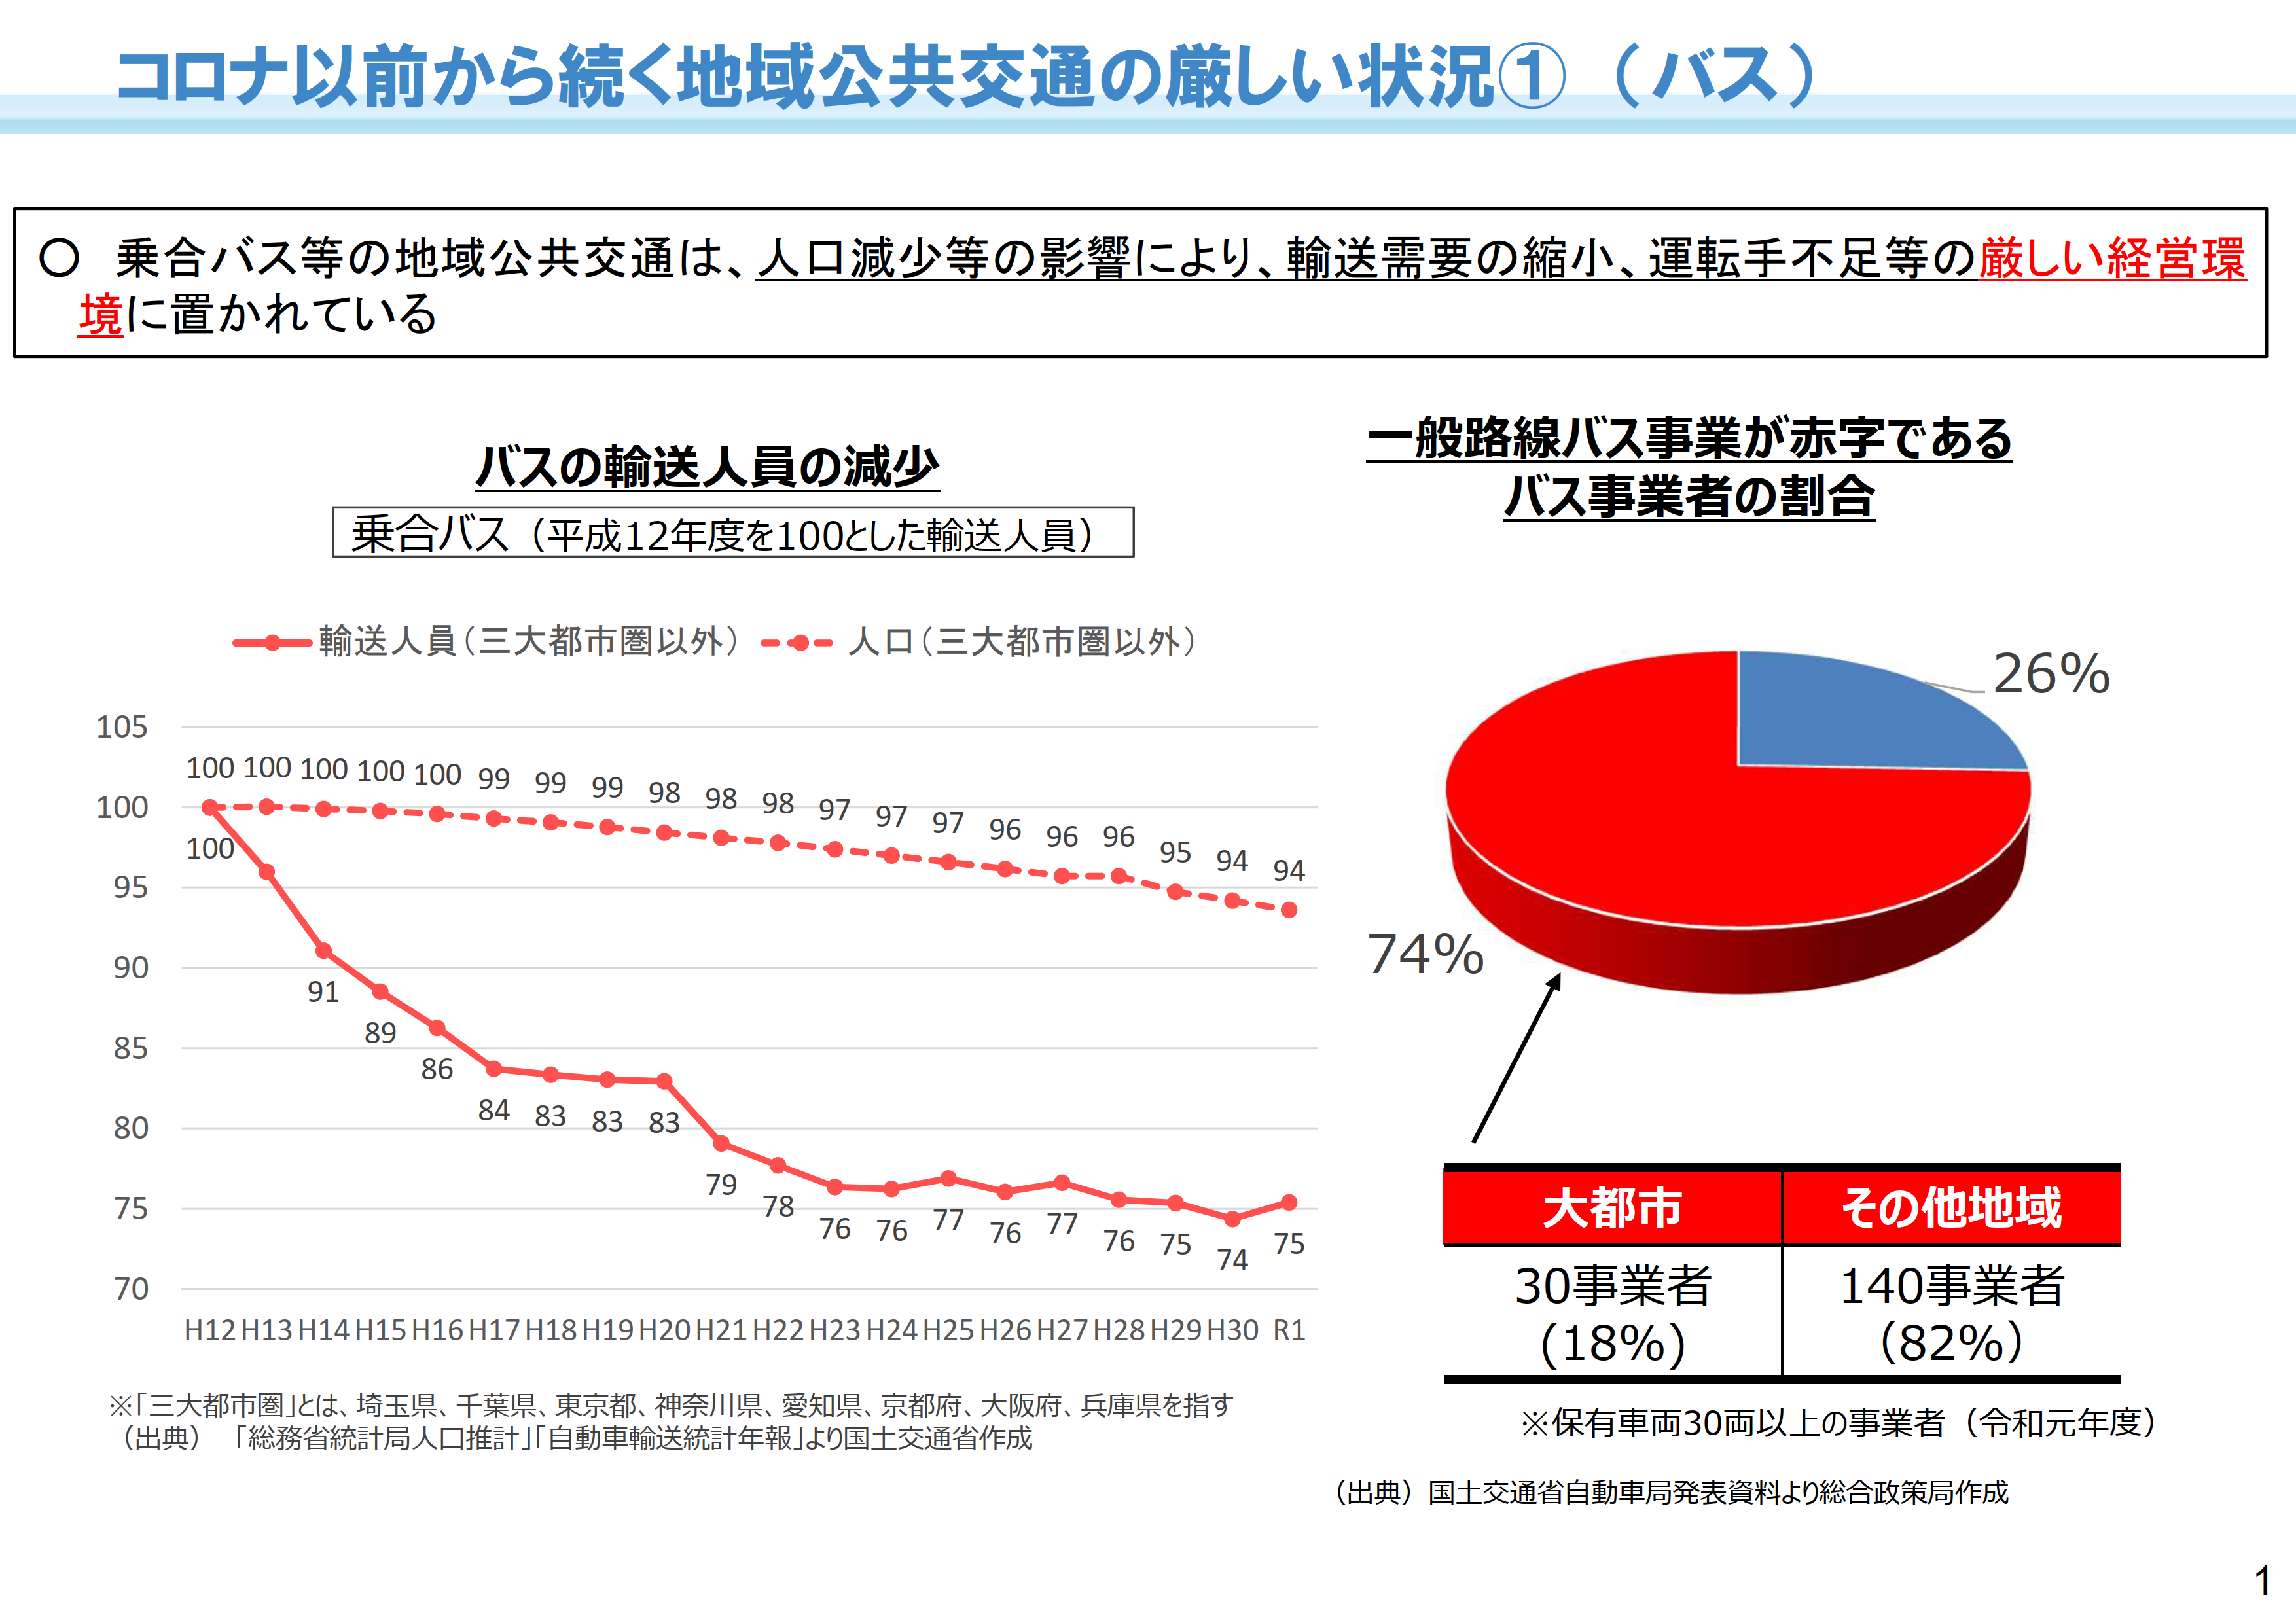 コロナ以前から続く地域公共交通の厳しい状況①（バス）
〇　乗合バス等の地域公共交通は、人口減少等の影響により、輸送需要の縮小、運転手不足等の厳しい経営環
境に置かれている
バスの輸送人員の減少
乗合バス（平成12年度を100とした輸送人員）
輸送人員（三大都市圏以外） 人口（三大都市圏以外）
105
100
95
90
85
80
75
70
100 100 100 100 100 99 99 99 98 98 98 97 97 97 96 96 96 95 94 94
100 91 89 86 84 83 83 83 79 78 76 76 77 76 77 76 75 74 75
H12 H13 H14 H15 H16 H17 H18 H19 H20 H21 H22 H23 H24 H25 H26 H27 H28 H29 H30 R1
※「三大都市圏」とは、埼玉県、千葉県、東京都、神奈川県、愛知県、京都府、大阪府、兵庫県を指す
（出典）　「総務省統計局人口推計」「自動車輸送統計年報」より国土交通省作成
一般路線バス事業が赤字である
バス事業者の割合
26%
74%
大都市 その他地域
30事業者 140事業者
(18%) （82%）
※保有車両30両以上の事業者（令和元年度）
（出典）国土交通省自動車局発表資料より総合政策局作成
1